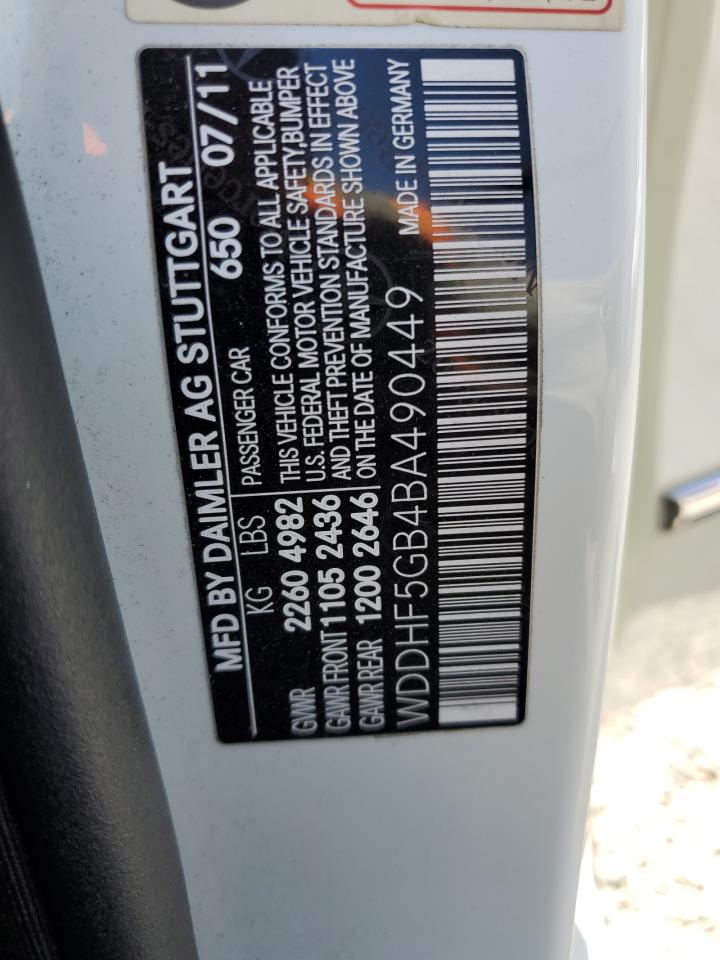 MFD BY DAIMLER AG STUTTGART
650 07/11
KG LBS
PASSENGER CAR
GVWR 2260 4982
GAWR FRONT 1105 2436
GAWR REAR 1200 2646
THIS VEHICLE CONFORMS TO ALL APPLICABLE
U.S. FEDERAL MOTOR VEHICLE SAFETY,BUMPER
AND THEFT PREVENTION STANDARDS IN EFFECT
ON THE DATE OF MANUFACTURE SHOWN ABOVE
WDDHF5GB4BA490449
MADE IN GERMANY